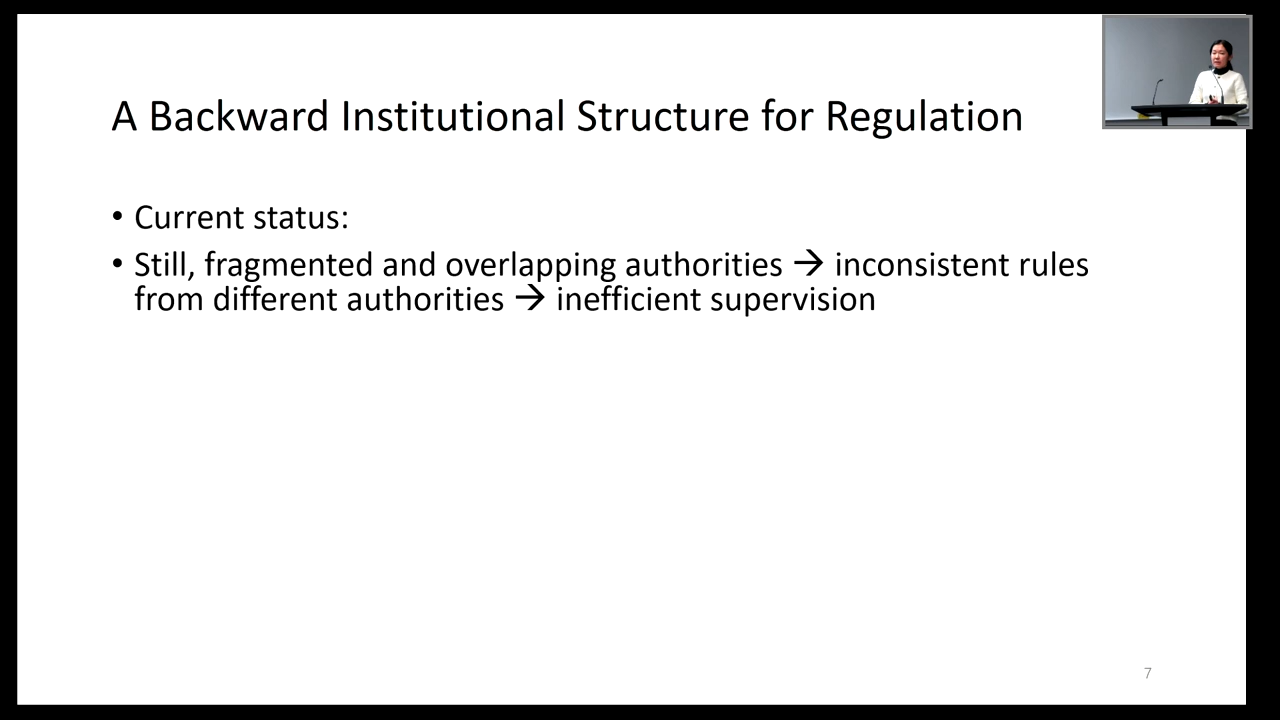 A Backward Institutional Structure for Regulation
• Current status:
• Still, fragmented and overlapping authorities → inconsistent rules
from different authorities → inefficient supervision
7